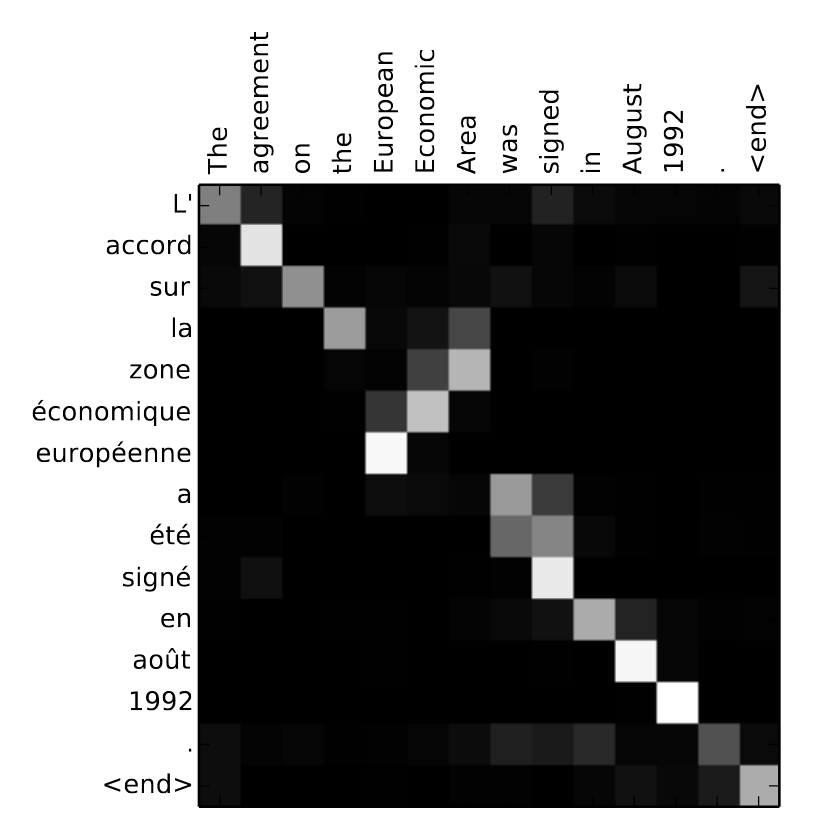 The agreement on the European Economic Area was signed in August 1992 . <end>
L'
accord
sur
la
zone
économique
européenne
a
été
signé
en
août
1992
.
<end>